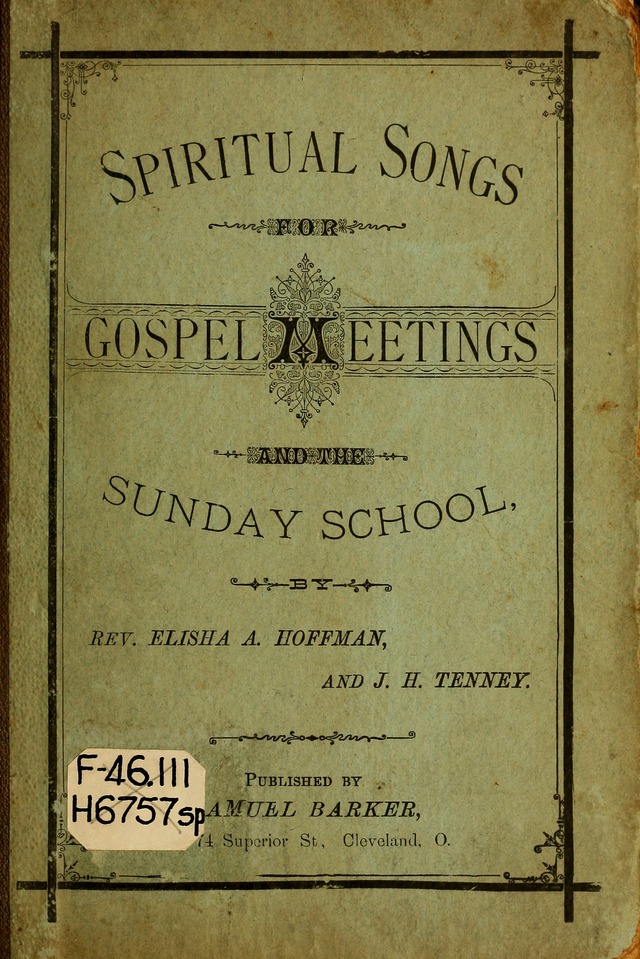 SPIRITUAL SONGS
FOR
GOSPEL MEETINGS
AND THE
SUNDAY SCHOOL,
BY
REV. ELISHA A. HOFFMAN,
AND J. H. TENNEY.
PUBLISHED BY
AMUEL BARKER,
74 Superior St, Cleveland, O.
F-46.111
H6757sp